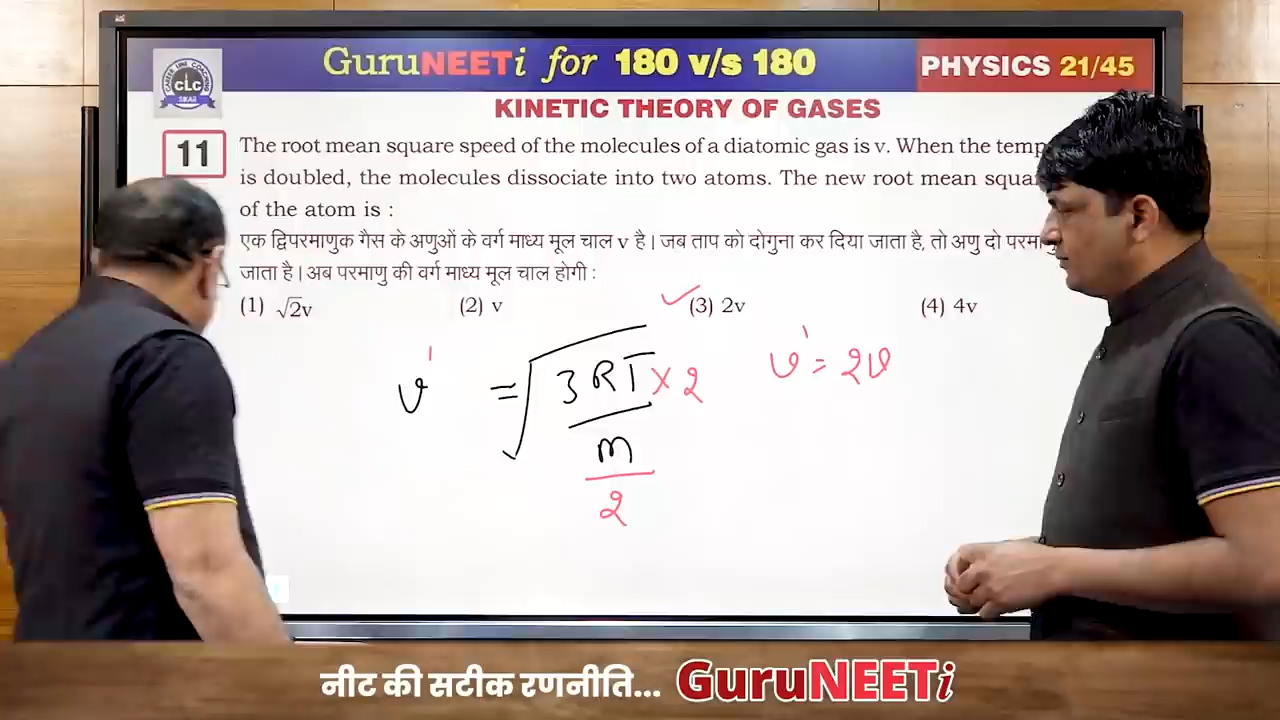 GuruNEETi for 180 v/s 180
PHYSICS 21/45
CLC
SIKAR
KINETIC THEORY OF GASES
11
The root mean square speed of the molecules of a diatomic gas is v. When the temp
is doubled, the molecules dissociate into two atoms. The new root mean squa
of the atom is :
एक द्विपरमाणुक गैस के अणुओं के वर्ग माध्य मूल चाल v है। जब ताप को दोगुना कर दिया जाता है, तो अणु दो परमाणु
जाता है। अब परमाणु की वर्ग माध्य मूल चाल होगी :
(1) √2v (2) v (3) 2v (4) 4v
v' = √3RT×2 v' = 2v
m
2
नीट की सटीक रणनीति... GuruNEETi